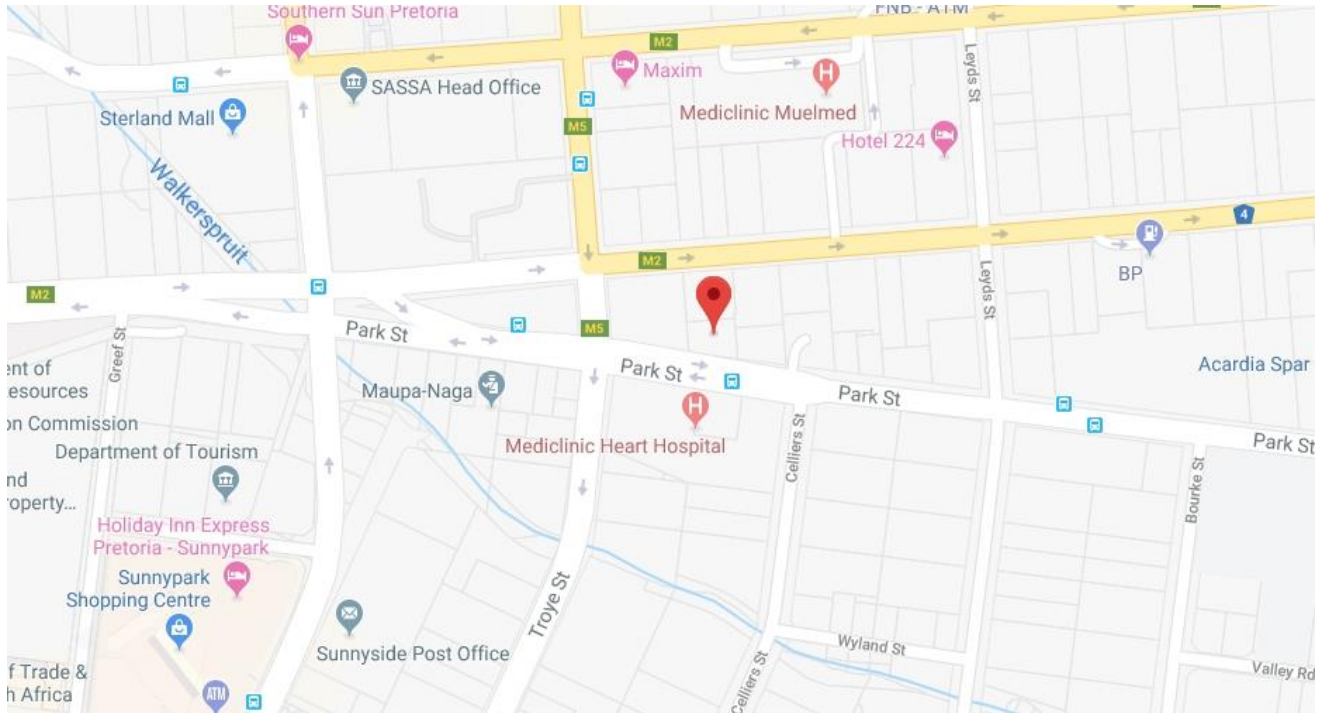 Southern Sun Pretoria
FNB - ATM
M2
Maxim
SASSA Head Office
Mediclinic Muelmed
Leyds St
Sterland Mall
M5
Hotel 224
Walkerspruit
4
M2
BP
Leyds St
M2
Park St
M5
Greef St
Park St
Acardia Spar
ent of
esources
Maupa-Naga
Park St
on Commission
Mediclinic Heart Hospital
Park St
Department of Tourism
Celliers St
nd
roperty...
Bourke St
Holiday Inn Express
Pretoria - Sunnypark
Sunnypark
Shopping Centre
Troye St
Sunnyside Post Office
Wyland St
f Trade &
h Africa
Valley Rd
Celliers St
ATM